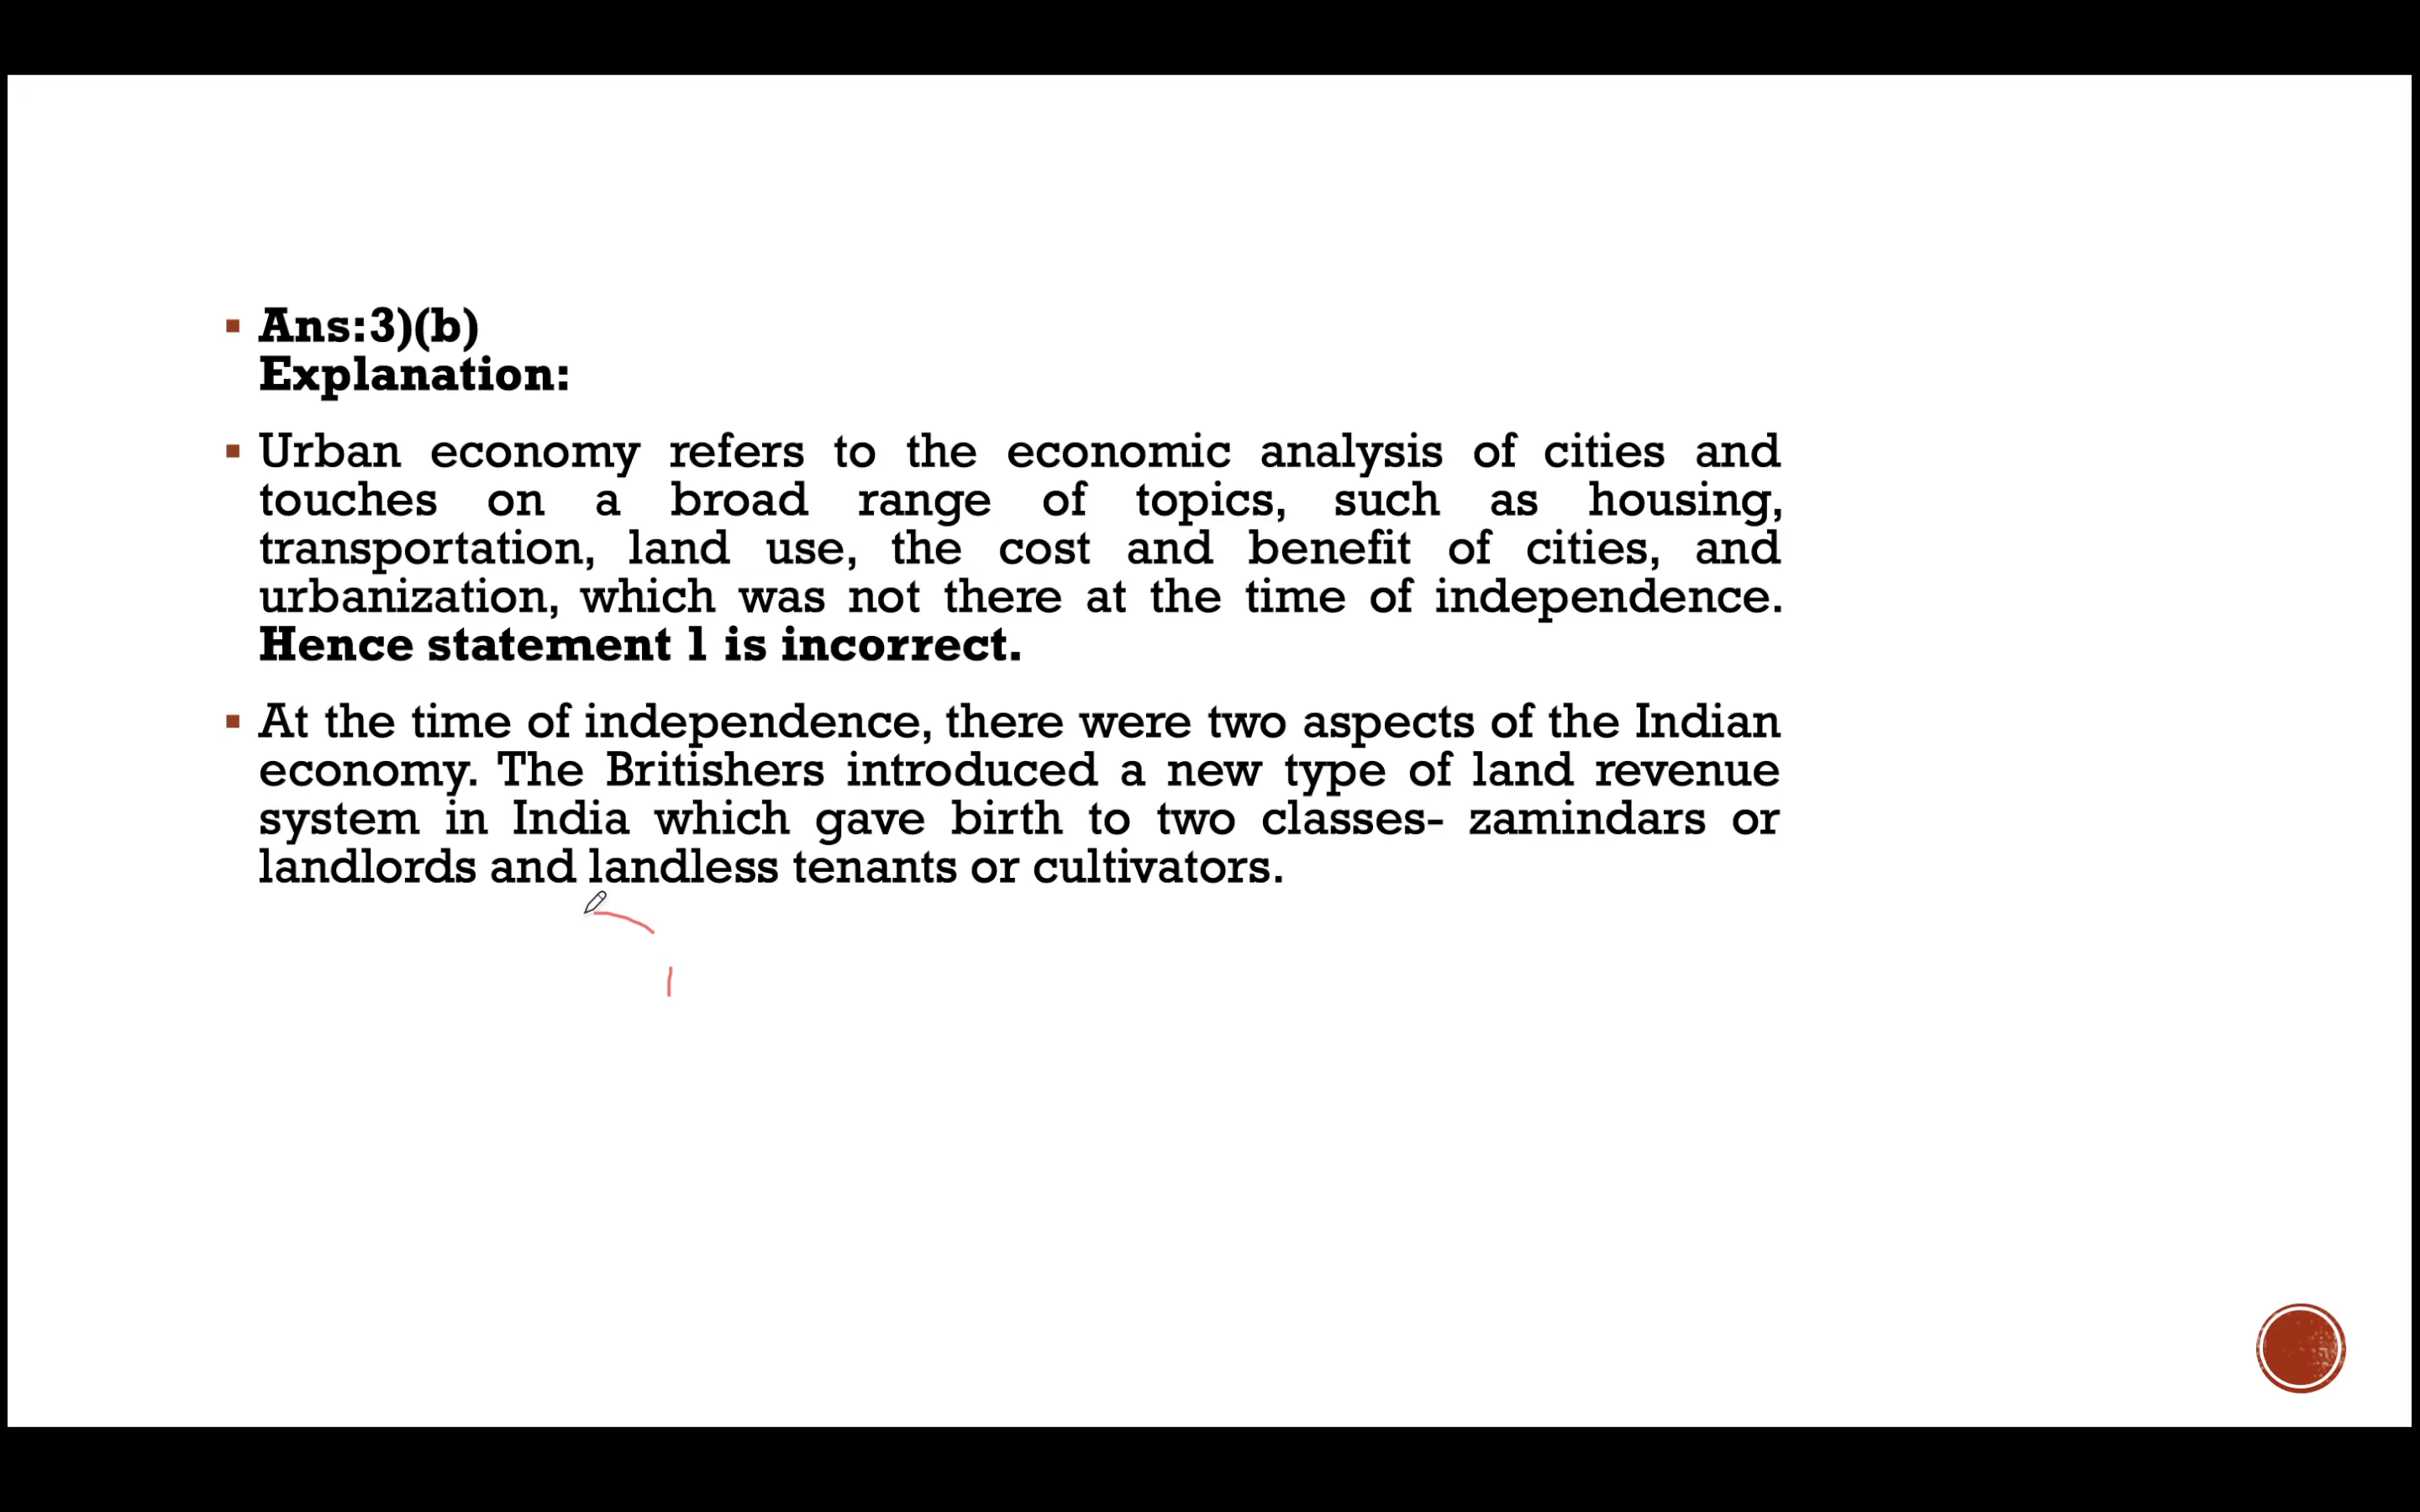 Ans:3)(b)
Explanation:
Urban economy refers to the economic analysis of cities and
touches on a broad range of topics, such as housing,
transportation, land use, the cost and benefit of cities, and
urbanization, which was not there at the time of independence.
Hence statement 1 is incorrect.
At the time of independence, there were two aspects of the Indian
economy. The Britishers introduced a new type of land revenue
system in India which gave birth to two classes- zamindars or
landlords and landless tenants or cultivators.